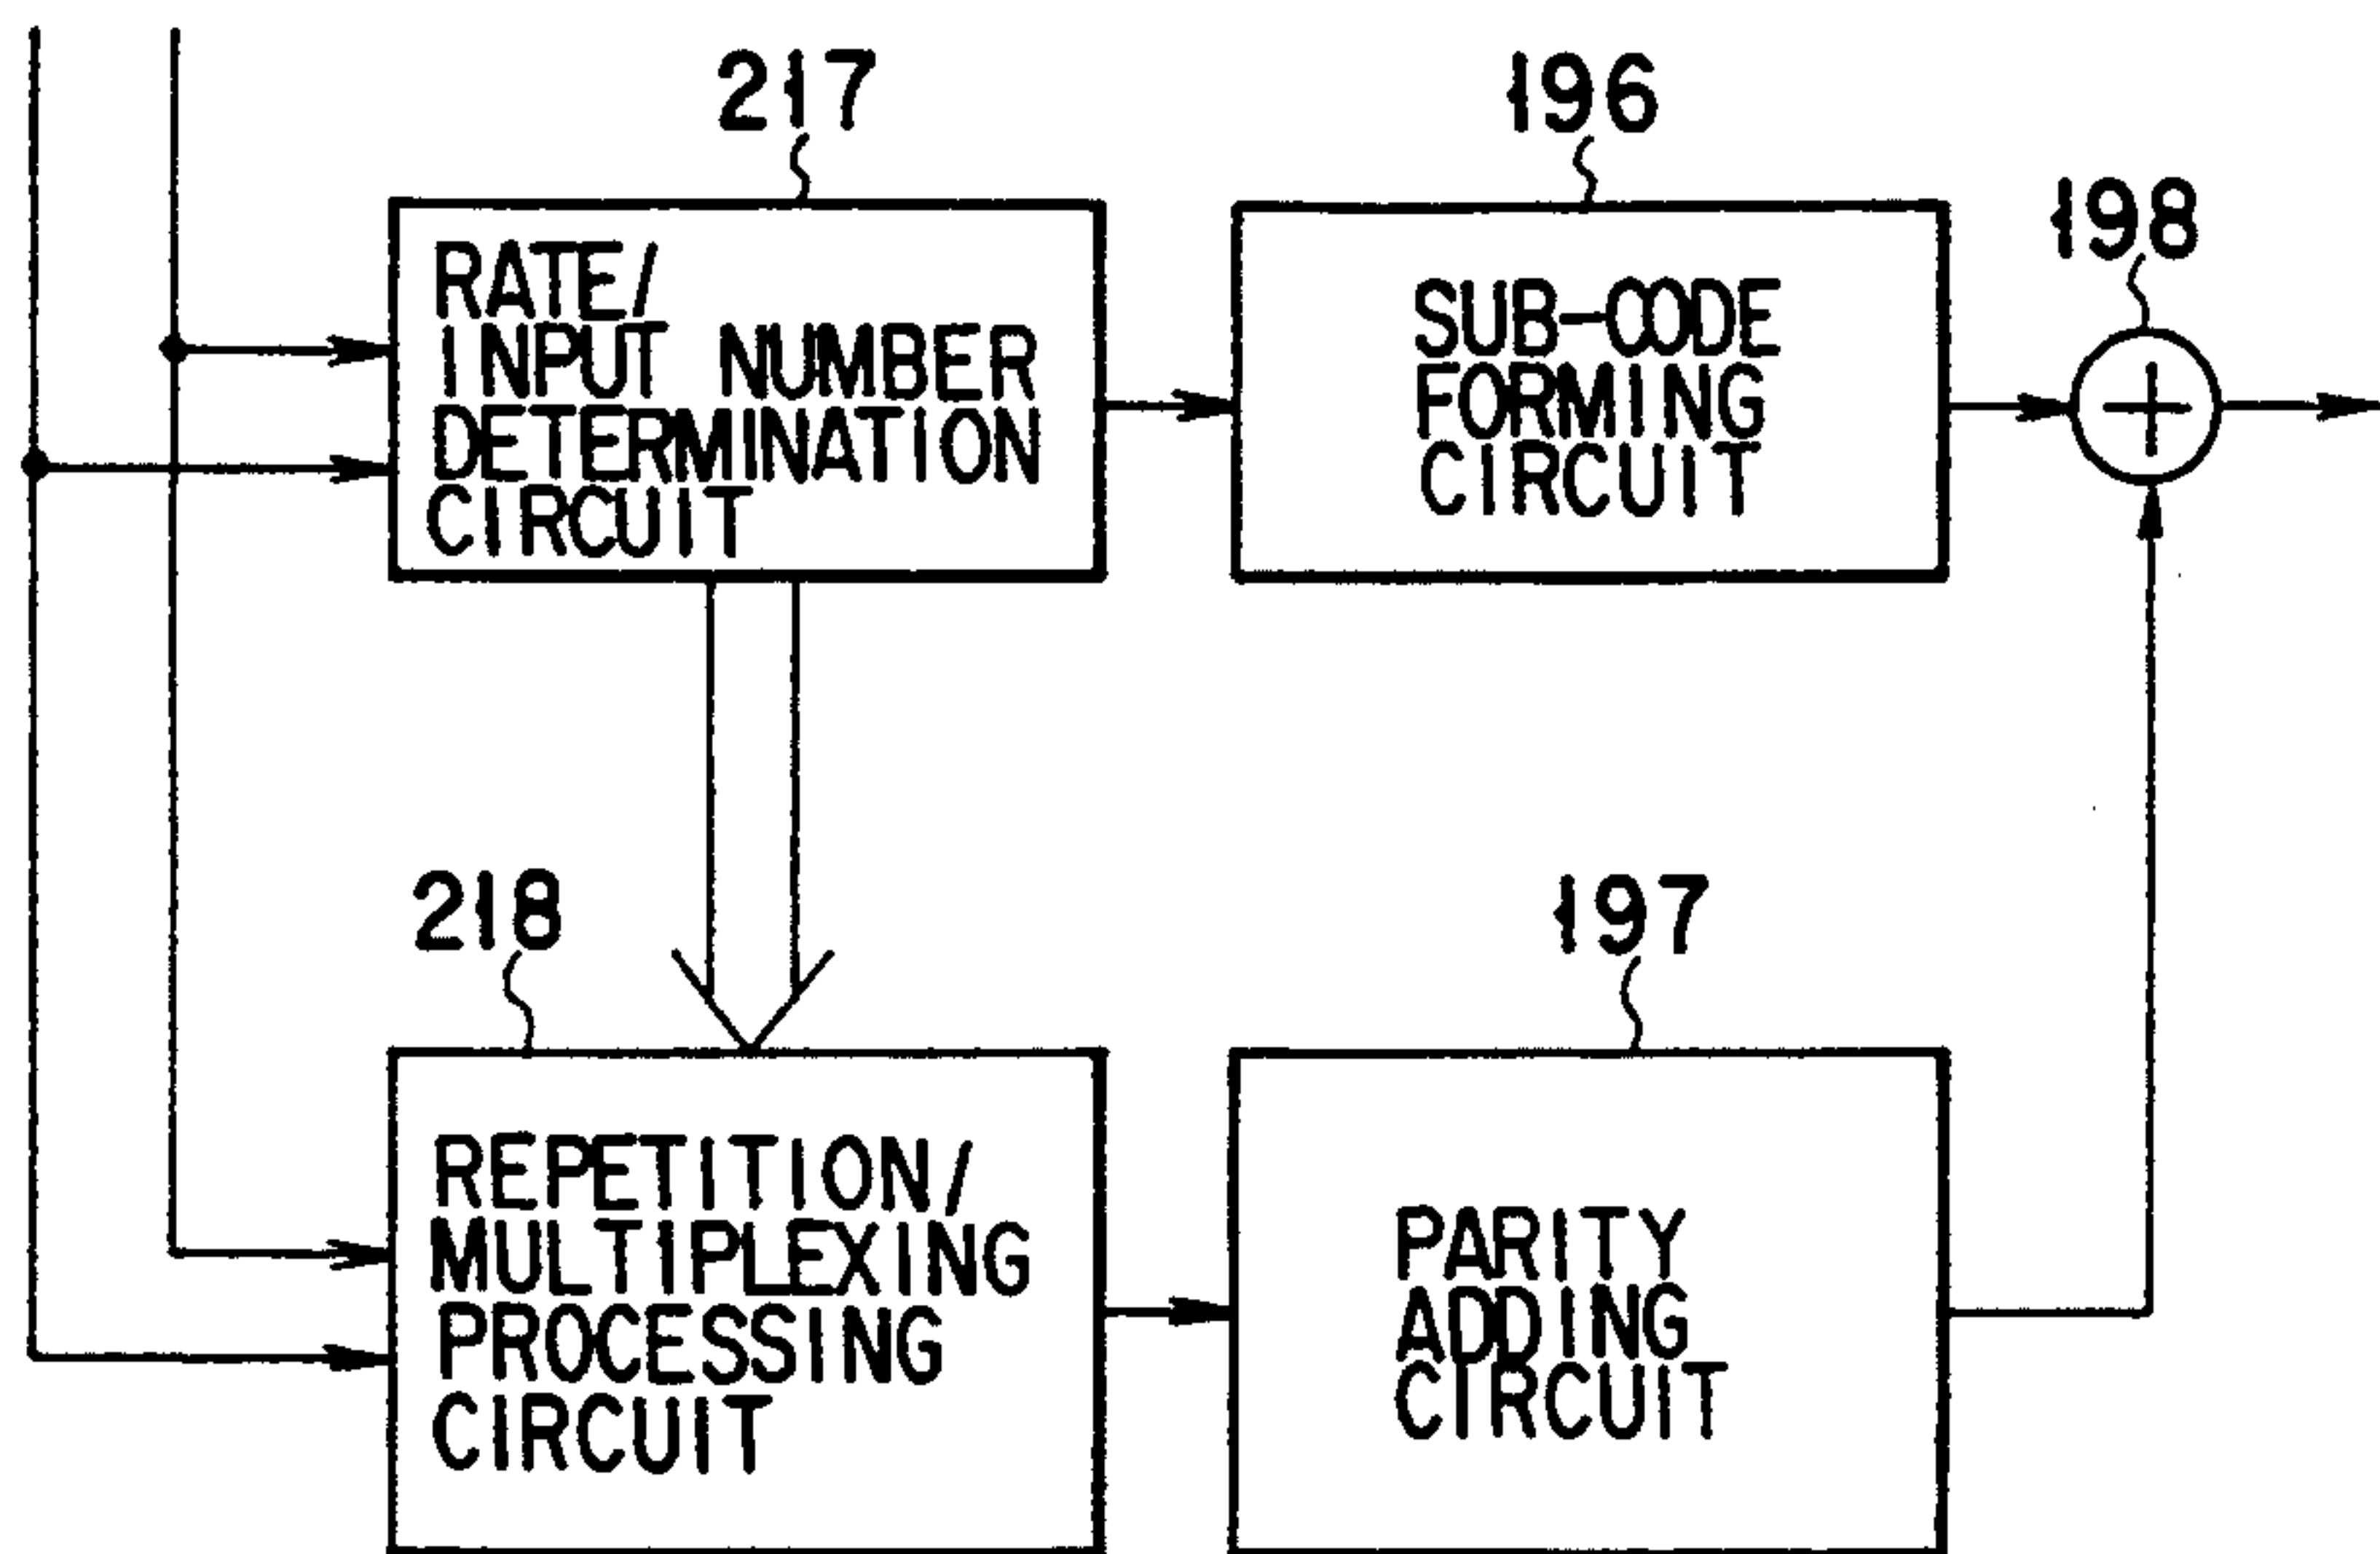 217
196
198
RATE/
INPUT NUMBER
DETERMINATION
CIRCUIT
SUB-CODE
FORMING
CIRCUIT
218
197
REPETITION/
MULTIPLEXING
PROCESSING
CIRCUIT
PARITY
ADDING
CIRCUIT